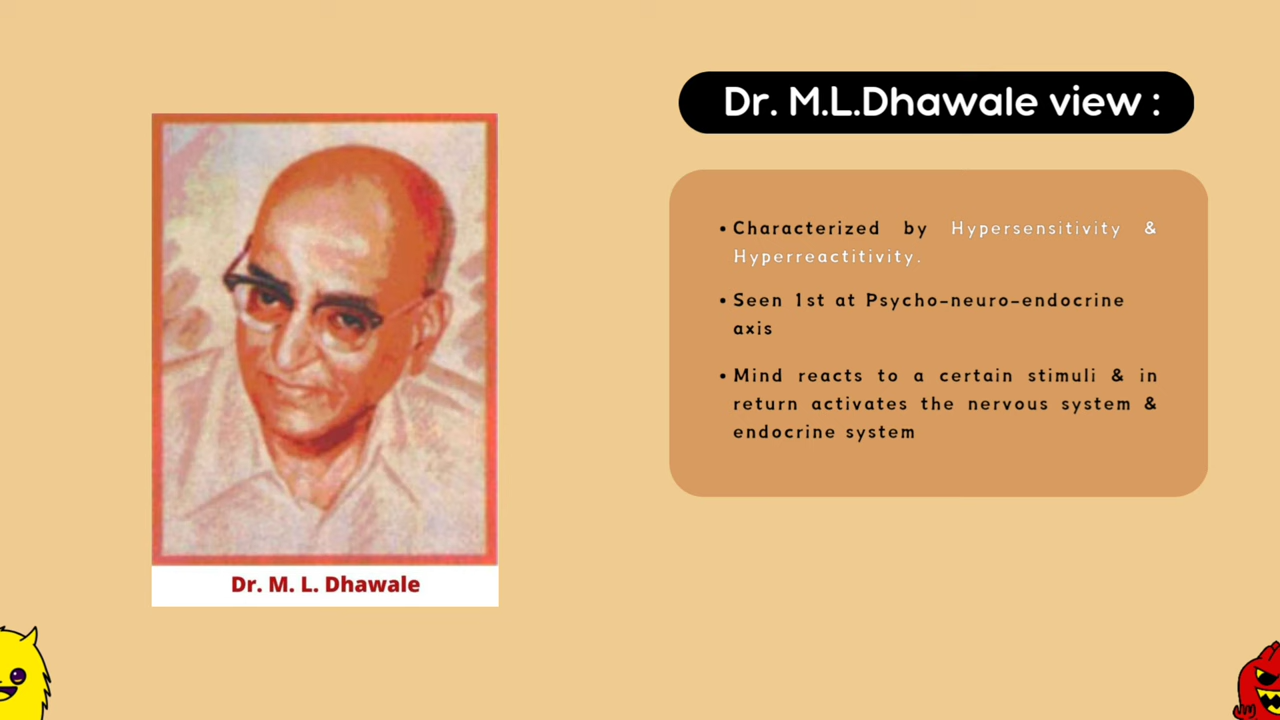 Dr. M.L.Dhawale view :
• Characterized by Hypersensitivity &
Hyperreactitivity.
• Seen 1st at Psycho-neuro-endocrine
axis
• Mind reacts to a certain stimuli & in
return activates the nervous system &
endocrine system
Dr. M. L. Dhawale